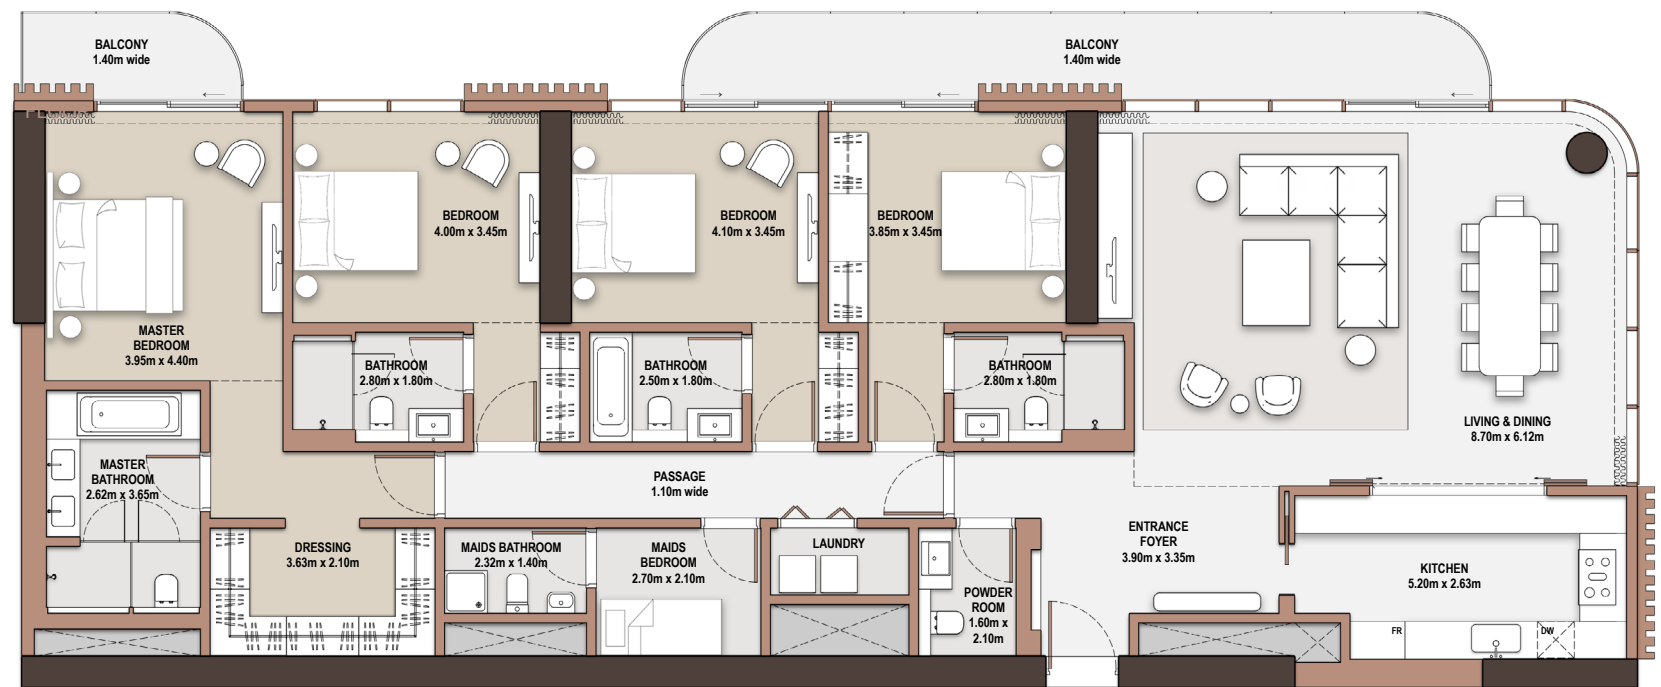 BALCONY
1.40m wide
BALCONY
1.40m wide
BEDROOM
4.00m x 3.45m
BEDROOM
4.10m x 3.45m
BEDROOM
3.85m x 3.45m
MASTER
BEDROOM
3.95m x 4.40m
BATHROOM
2.80m x 1.80m
BATHROOM
2.50m x 1.80m
BATHROOM
2.80m x 1.80m
LIVING & DINING
8.70m x 6.12m
MASTER
BATHROOM
2.62m x 3.65m
PASSAGE
1.10m wide
ENTRANCE
FOYER
3.90m x 3.35m
DRESSING
3.63m x 2.10m
MAIDS BATHROOM
2.32m x 1.40m
MAIDS
BEDROOM
2.70m x 2.10m
LAUNDRY
KITCHEN
5.20m x 2.63m
POWDER
ROOM
1.60m x
2.10m
FR
DW